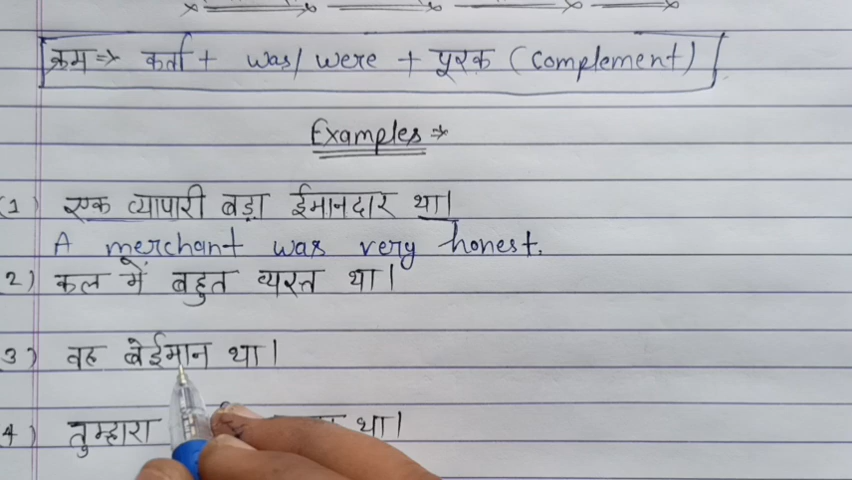 क्रम⇒ कर्ता + was/were + पूरक (complement)
Examples⇒
(1) एक व्यापारी बड़ा ईमानदार था।
A merchant was very honest.
2) कल में बहुत व्यस्त था।
3) वह बेईमान था।
4) तुम्हारा था।